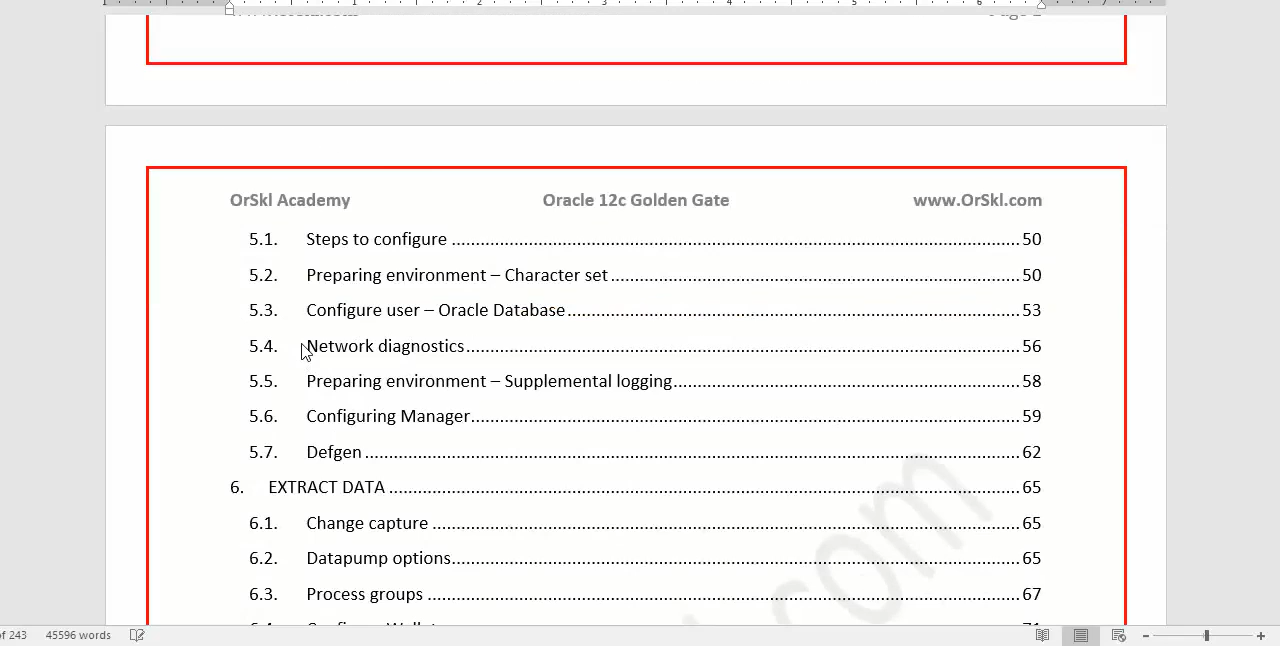 OrSkl Academy Oracle 12c Golden Gate www.OrSkl.com
5.1. Steps to configure ........ 50
5.2. Preparing environment – Character set ........ 50
5.3. Configure user – Oracle Database ........ 53
5.4. Network diagnostics ........ 56
5.5. Preparing environment – Supplemental logging ........ 58
5.6. Configuring Manager ........ 59
5.7. Defgen ........ 62
6. EXTRACT DATA ........ 65
6.1. Change capture ........ 65
6.2. Datapump options ........ 65
6.3. Process groups ........ 67
com
of 243 45596 words